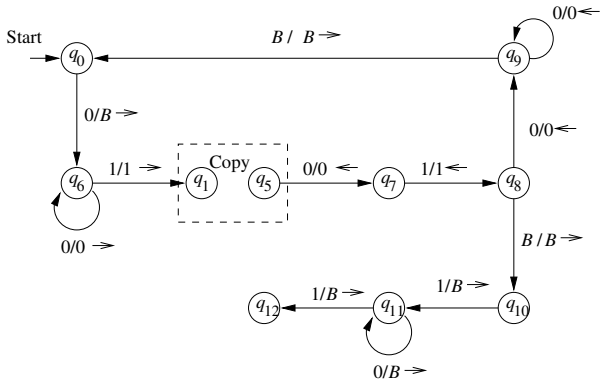 0/0 ←
Start
B / B →
q0
q9
0/B →
0/0 ←
Copy
q6
1/1 →
q1
q5
0/0 ←
q7
1/1 ←
q8
0/0 →
B / B →
q12
1/B →
q11
1/B →
q10
0/B →